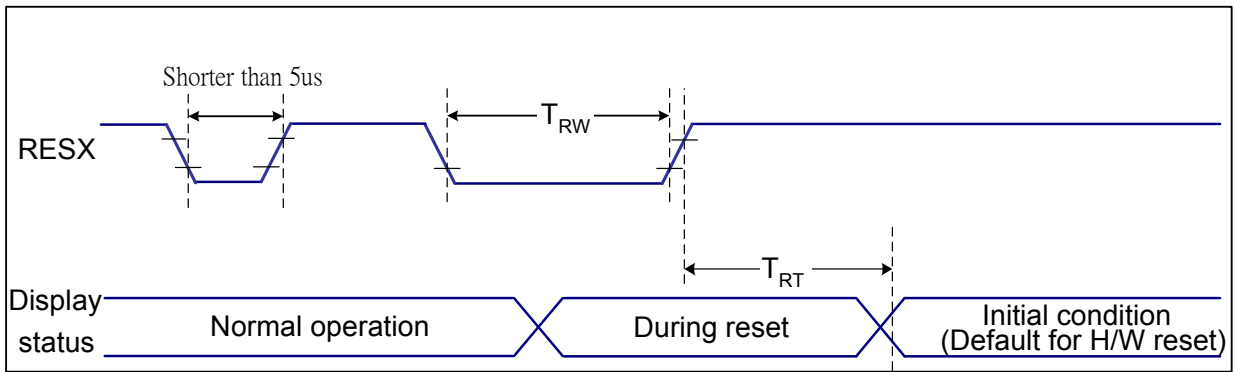 Shorter than 5us
RESX
TRW
TRT
Display
status
Normal operation
During reset
Initial condition
(Default for H/W reset)